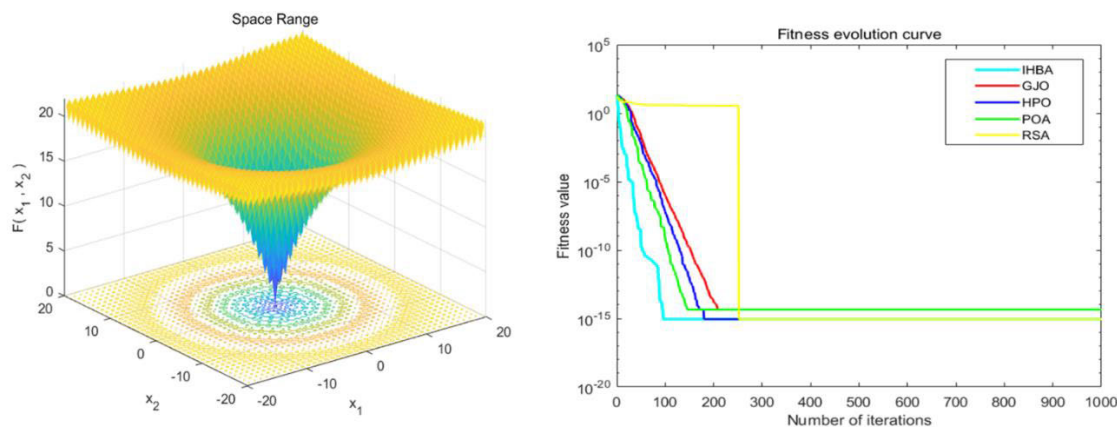 Space Range
F( x1 , x2 )
20
15
10
5
0
20
10
0
-10
-20
x2
-20
-10
0
10
20
x1
Fitness evolution curve
Fitness value
10^5
10^0
10^-5
10^-10
10^-15
10^-20
IHBA
GJO
HPO
POA
RSA
0 100 200 300 400 500 600 700 800 900 1000
Number of iterations